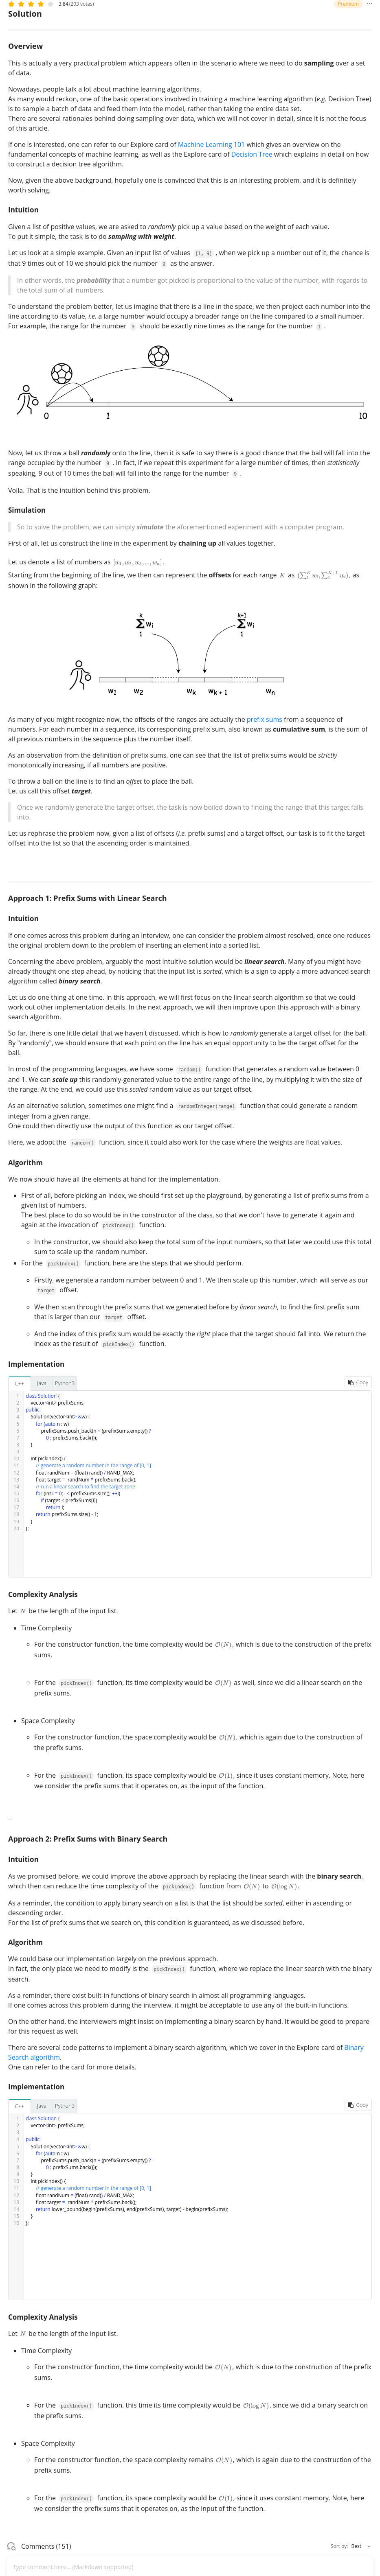 3.84 (203 votes)
Premium
Solution
Overview
This is actually a very practical problem which appears often in the scenario where we need to do sampling over a set
of data.
Nowadays, people talk a lot about machine learning algorithms.
As many would reckon, one of the basic operations involved in training a machine learning algorithm (e.g. Decision Tree)
is to sample a batch of data and feed them into the model, rather than taking the entire data set.
There are several rationales behind doing sampling over data, which we will not cover in detail, since it is not the focus
of this article.
If one is interested, one can refer to our Explore card of Machine Learning 101 which gives an overview on the
fundamental concepts of machine learning, as well as the Explore card of Decision Tree which explains in detail on how
to construct a decision tree algorithm.
Now, given the above background, hopefully one is convinced that this is an interesting problem, and it is definitely
worth solving.
Intuition
Given a list of positive values, we are asked to randomly pick up a value based on the weight of each value.
To put it simple, the task is to do sampling with weight.
Let us look at a simple example. Given an input list of values [1, 9] , when we pick up a number out of it, the chance is
that 9 times out of 10 we should pick the number 9 as the answer.
In other words, the probability that a number got picked is proportional to the value of the number, with regards to
the total sum of all numbers.
To understand the problem better, let us imagine that there is a line in the space, we then project each number into the
line according to its value, i.e. a large number would occupy a broader range on the line compared to a small number.
For example, the range for the number 9 should be exactly nine times as the range for the number 1 .
0 1 10
Now, let us throw a ball randomly onto the line, then it is safe to say there is a good chance that the ball will fall into the
range occupied by the number 9 . In fact, if we repeat this experiment for a large number of times, then statistically
speaking, 9 out of 10 times the ball will fall into the range for the number 9 .
Voila. That is the intuition behind this problem.
Simulation
So to solve the problem, we can simply simulate the aforementioned experiment with a computer program.
First of all, let us construct the line in the experiment by chaining up all values together.
Let us denote a list of numbers as [w₁, w₂, w₃, ..., wₙ].
Starting from the beginning of the line, we then can represent the offsets for each range K as (∑₁ᴷ wᵢ, ∑₁ᴷ⁺¹ wᵢ), as
shown in the following graph:
k k+1
Σ wi Σ wi
1 1
w1 w2 wk wk + 1 wn
As many of you might recognize now, the offsets of the ranges are actually the prefix sums from a sequence of
numbers. For each number in a sequence, its corresponding prefix sum, also known as cumulative sum, is the sum of
all previous numbers in the sequence plus the number itself.
As an observation from the definition of prefix sums, one can see that the list of prefix sums would be strictly
monotonically increasing, if all numbers are positive.
To throw a ball on the line is to find an offset to place the ball.
Let us call this offset target.
Once we randomly generate the target offset, the task is now boiled down to finding the range that this target falls
into.
Let us rephrase the problem now, given a list of offsets (i.e. prefix sums) and a target offset, our task is to fit the target
offset into the list so that the ascending order is maintained.
Approach 1: Prefix Sums with Linear Search
Intuition
If one comes across this problem during an interview, one can consider the problem almost resolved, once one reduces
the original problem down to the problem of inserting an element into a sorted list.
Concerning the above problem, arguably the most intuitive solution would be linear search. Many of you might have
already thought one step ahead, by noticing that the input list is sorted, which is a sign to apply a more advanced search
algorithm called binary search.
Let us do one thing at one time. In this approach, we will first focus on the linear search algorithm so that we could
work out other implementation details. In the next approach, we will then improve upon this approach with a binary
search algorithm.
So far, there is one little detail that we haven't discussed, which is how to randomly generate a target offset for the ball.
By "randomly", we should ensure that each point on the line has an equal opportunity to be the target offset for the
ball.
In most of the programming languages, we have some random() function that generates a random value between 0
and 1. We can scale up this randomly-generated value to the entire range of the line, by multiplying it with the size of
the range. At the end, we could use this scaled random value as our target offset.
As an alternative solution, sometimes one might find a randomInteger(range) function that could generate a random
integer from a given range.
One could then directly use the output of this function as our target offset.
Here, we adopt the random() function, since it could also work for the case where the weights are float values.
Algorithm
We now should have all the elements at hand for the implementation.
• First of all, before picking an index, we should first set up the playground, by generating a list of prefix sums from a
given list of numbers.
The best place to do so would be in the constructor of the class, so that we don't have to generate it again and
again at the invocation of pickIndex() function.
◦ In the constructor, we should also keep the total sum of the input numbers, so that later we could use this total
sum to scale up the random number.
• For the pickIndex() function, here are the steps that we should perform.
◦ Firstly, we generate a random number between 0 and 1. We then scale up this number, which will serve as our
target offset.
◦ We then scan through the prefix sums that we generated before by linear search, to find the first prefix sum
that is larger than our target offset.
◦ And the index of this prefix sum would be exactly the right place that the target should fall into. We return the
index as the result of pickIndex() function.
Implementation
C++ Java Python3 Copy
1 class Solution {
2 vector<int> prefixSums;
3 public:
4 Solution(vector<int> &w) {
5 for (auto n : w)
6 prefixSums.push_back(n + (prefixSums.empty() ?
7 0 : prefixSums.back()));
8 }
9
10 int pickIndex() {
11 // generate a random number in the range of [0, 1]
12 float randNum = (float) rand() / RAND_MAX;
13 float target = randNum * prefixSums.back();
14 // run a linear search to find the target zone
15 for (int i = 0; i < prefixSums.size(); ++i)
16 if (target < prefixSums[i])
17 return i;
18 return prefixSums.size() - 1;
19 }
20 };
Complexity Analysis
Let N be the length of the input list.
• Time Complexity
◦ For the constructor function, the time complexity would be O(N), which is due to the construction of the prefix
sums.
◦ For the pickIndex() function, its time complexity would be O(N) as well, since we did a linear search on the
prefix sums.
• Space Complexity
◦ For the constructor function, the space complexity would be O(N), which is again due to the construction of
the prefix sums.
◦ For the pickIndex() function, its space complexity would be O(1), since it uses constant memory. Note, here
we consider the prefix sums that it operates on, as the input of the function.
--
Approach 2: Prefix Sums with Binary Search
Intuition
As we promised before, we could improve the above approach by replacing the linear search with the binary search,
which then can reduce the time complexity of the pickIndex() function from O(N) to O(log N).
As a reminder, the condition to apply binary search on a list is that the list should be sorted, either in ascending or
descending order.
For the list of prefix sums that we search on, this condition is guaranteed, as we discussed before.
Algorithm
We could base our implementation largely on the previous approach.
In fact, the only place we need to modify is the pickIndex() function, where we replace the linear search with the binary
search.
As a reminder, there exist built-in functions of binary search in almost all programming languages.
If one comes across this problem during the interview, it might be acceptable to use any of the built-in functions.
On the other hand, the interviewers might insist on implementing a binary search by hand. It would be good to prepare
for this request as well.
There are several code patterns to implement a binary search algorithm, which we cover in the Explore card of Binary
Search algorithm.
One can refer to the card for more details.
Implementation
C++ Java Python3 Copy
1 class Solution {
2 vector<int> prefixSums;
3
4 public:
5 Solution(vector<int> &w) {
6 for (auto n : w)
7 prefixSums.push_back(n + (prefixSums.empty() ?
8 0 : prefixSums.back()));
9 }
10 int pickIndex() {
11 // generate a random number in the range of [0, 1]
12 float randNum = (float) rand() / RAND_MAX;
13 float target = randNum * prefixSums.back();
14 return lower_bound(begin(prefixSums), end(prefixSums), target) - begin(prefixSums);
15 }
16 };
Complexity Analysis
Let N be the length of the input list.
• Time Complexity
◦ For the constructor function, the time complexity would be O(N), which is due to the construction of the prefix
sums.
◦ For the pickIndex() function, this time its time complexity would be O(log N), since we did a binary search on
the prefix sums.
• Space Complexity
◦ For the constructor function, the space complexity remains O(N), which is again due to the construction of the
prefix sums.
◦ For the pickIndex() function, its space complexity would be O(1), since it uses constant memory. Note, here
we consider the prefix sums that it operates on, as the input of the function.
Comments (151) Sort by: Best
Type comment here... (Markdown supported)